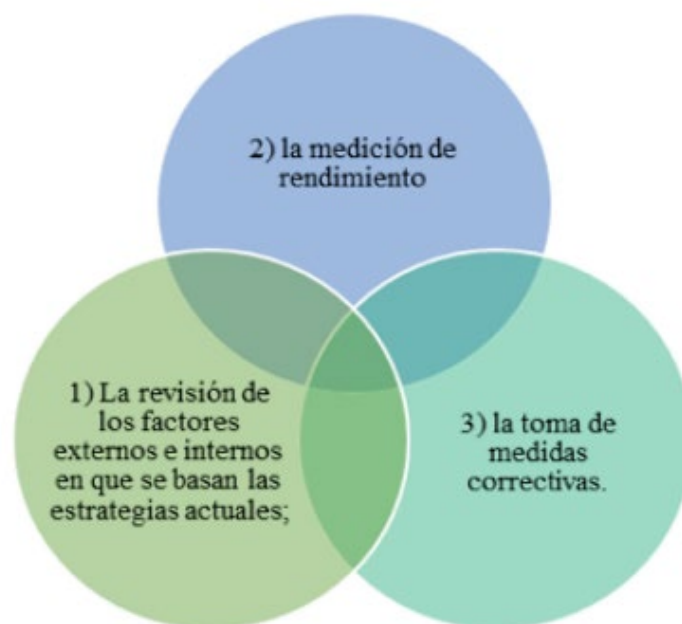 2) la medición de
rendimiento
1) La revisión de
los factores
externos e internos
en que se basan las
estrategias actuales;
3) la toma de
medidas
correctivas.